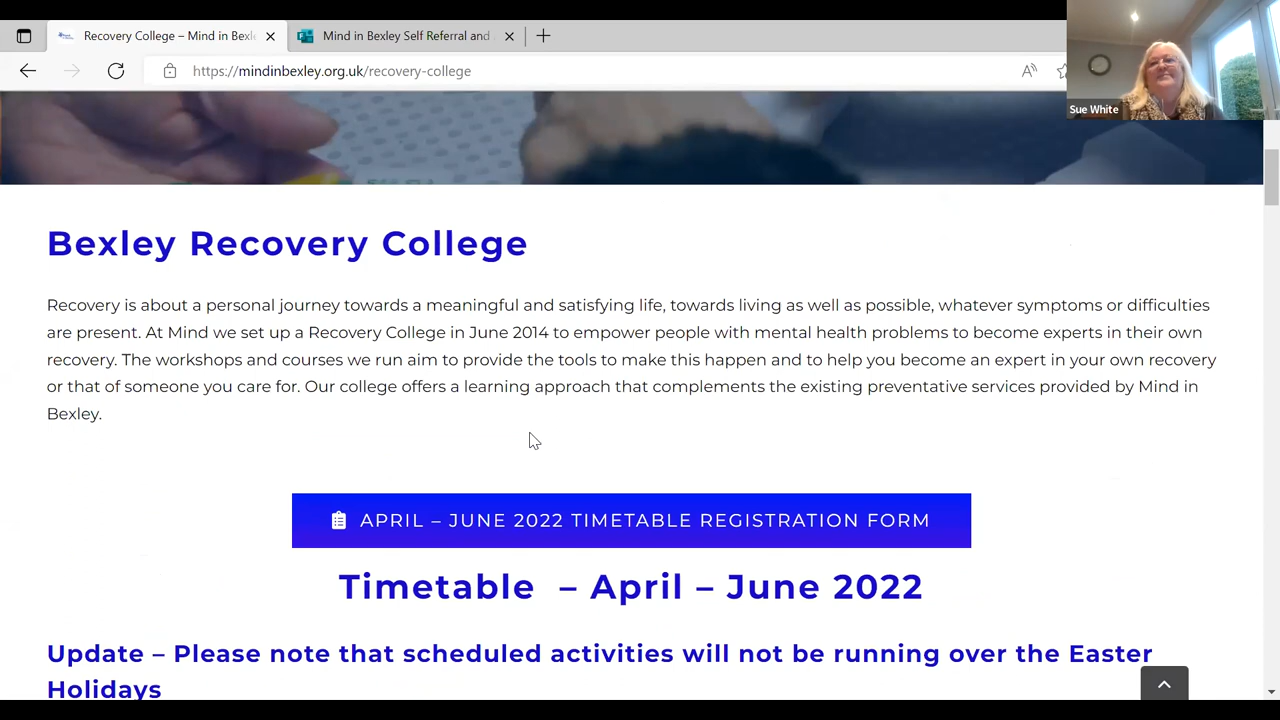 Recovery College – Mind in Bexle
Mind in Bexley Self Referral and
https://mindinbexley.org.uk/recovery-college
Sue White
Bexley Recovery College
Recovery is about a personal journey towards a meaningful and satisfying life, towards living as well as possible, whatever symptoms or difficulties
are present. At Mind we set up a Recovery College in June 2014 to empower people with mental health problems to become experts in their own
recovery. The workshops and courses we run aim to provide the tools to make this happen and to help you become an expert in your own recovery
or that of someone you care for. Our college offers a learning approach that complements the existing preventative services provided by Mind in
Bexley.
APRIL – JUNE 2022 TIMETABLE REGISTRATION FORM
Timetable – April – June 2022
Update – Please note that scheduled activities will not be running over the Easter
Holidays